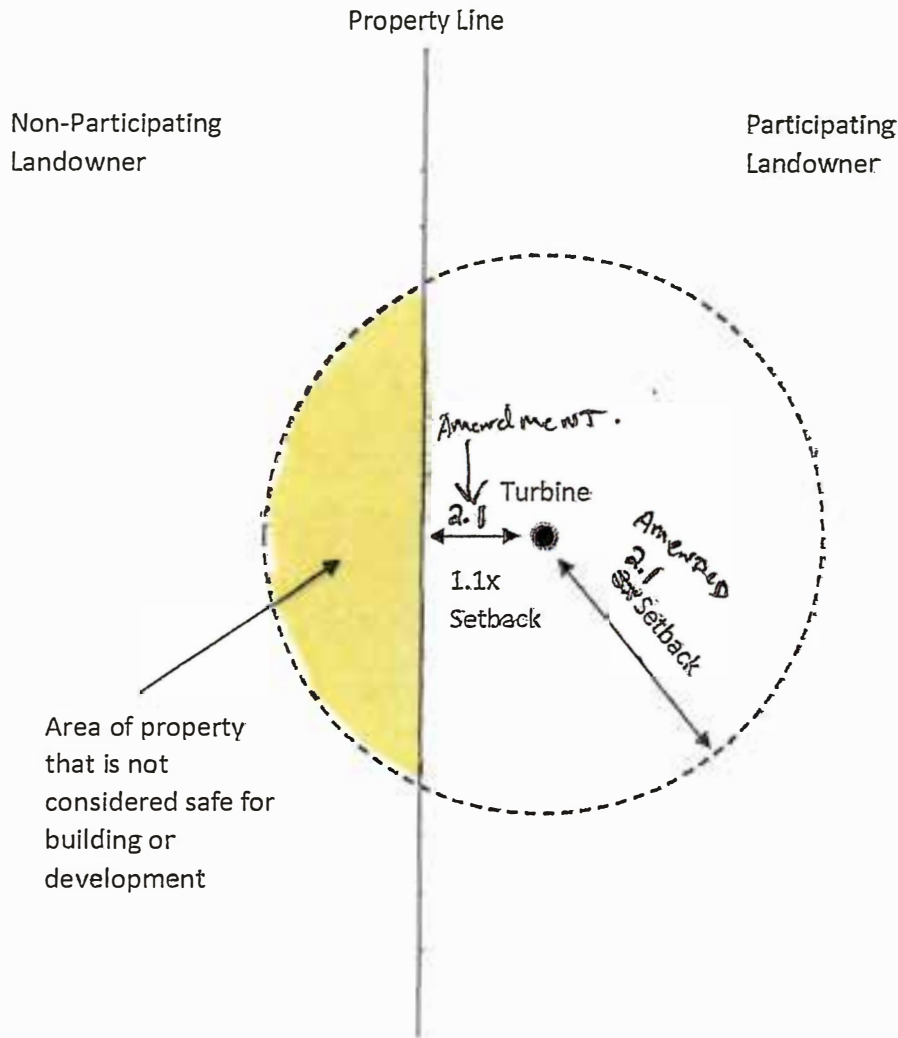 Property Line
Non-Participating
Landowner
Participating
Landowner
Amendment.
2.1
Turbine
1.1x
Setback
Amended
2.1
Setback
Area of property
that is not
considered safe for
building or
development